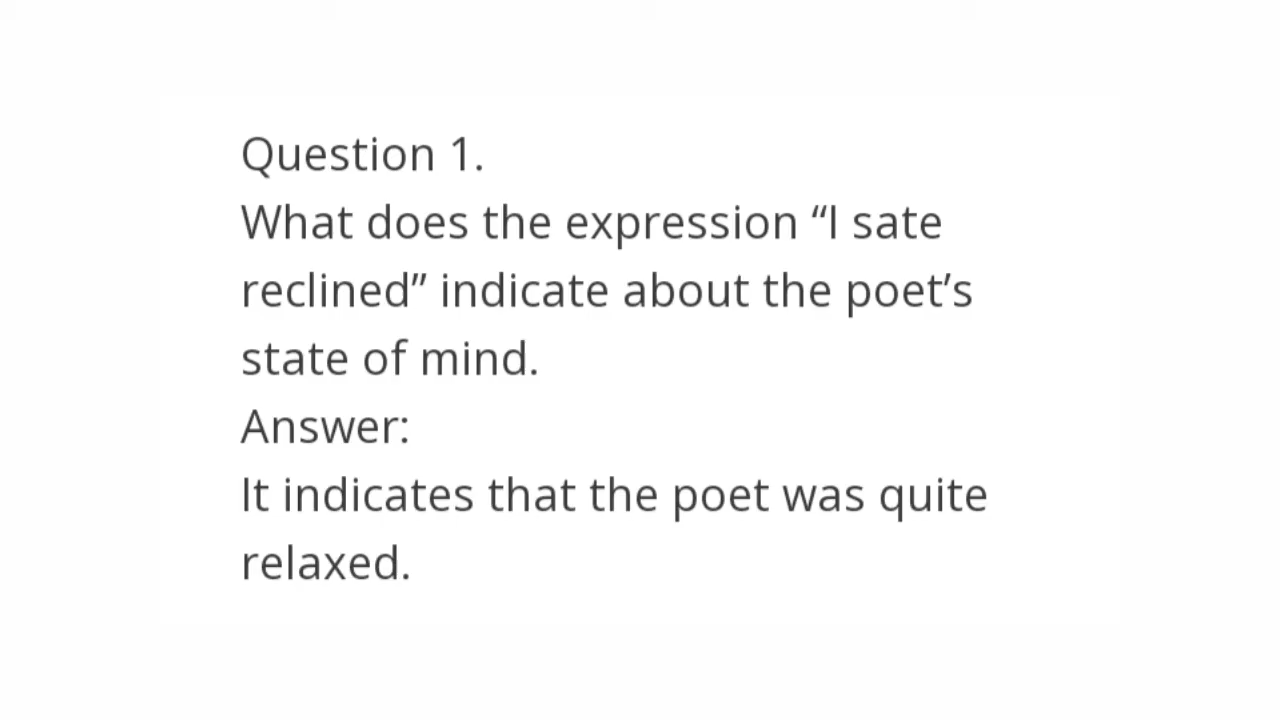 Question 1.
What does the expression “I sate
reclined” indicate about the poet’s
state of mind.
Answer:
It indicates that the poet was quite
relaxed.